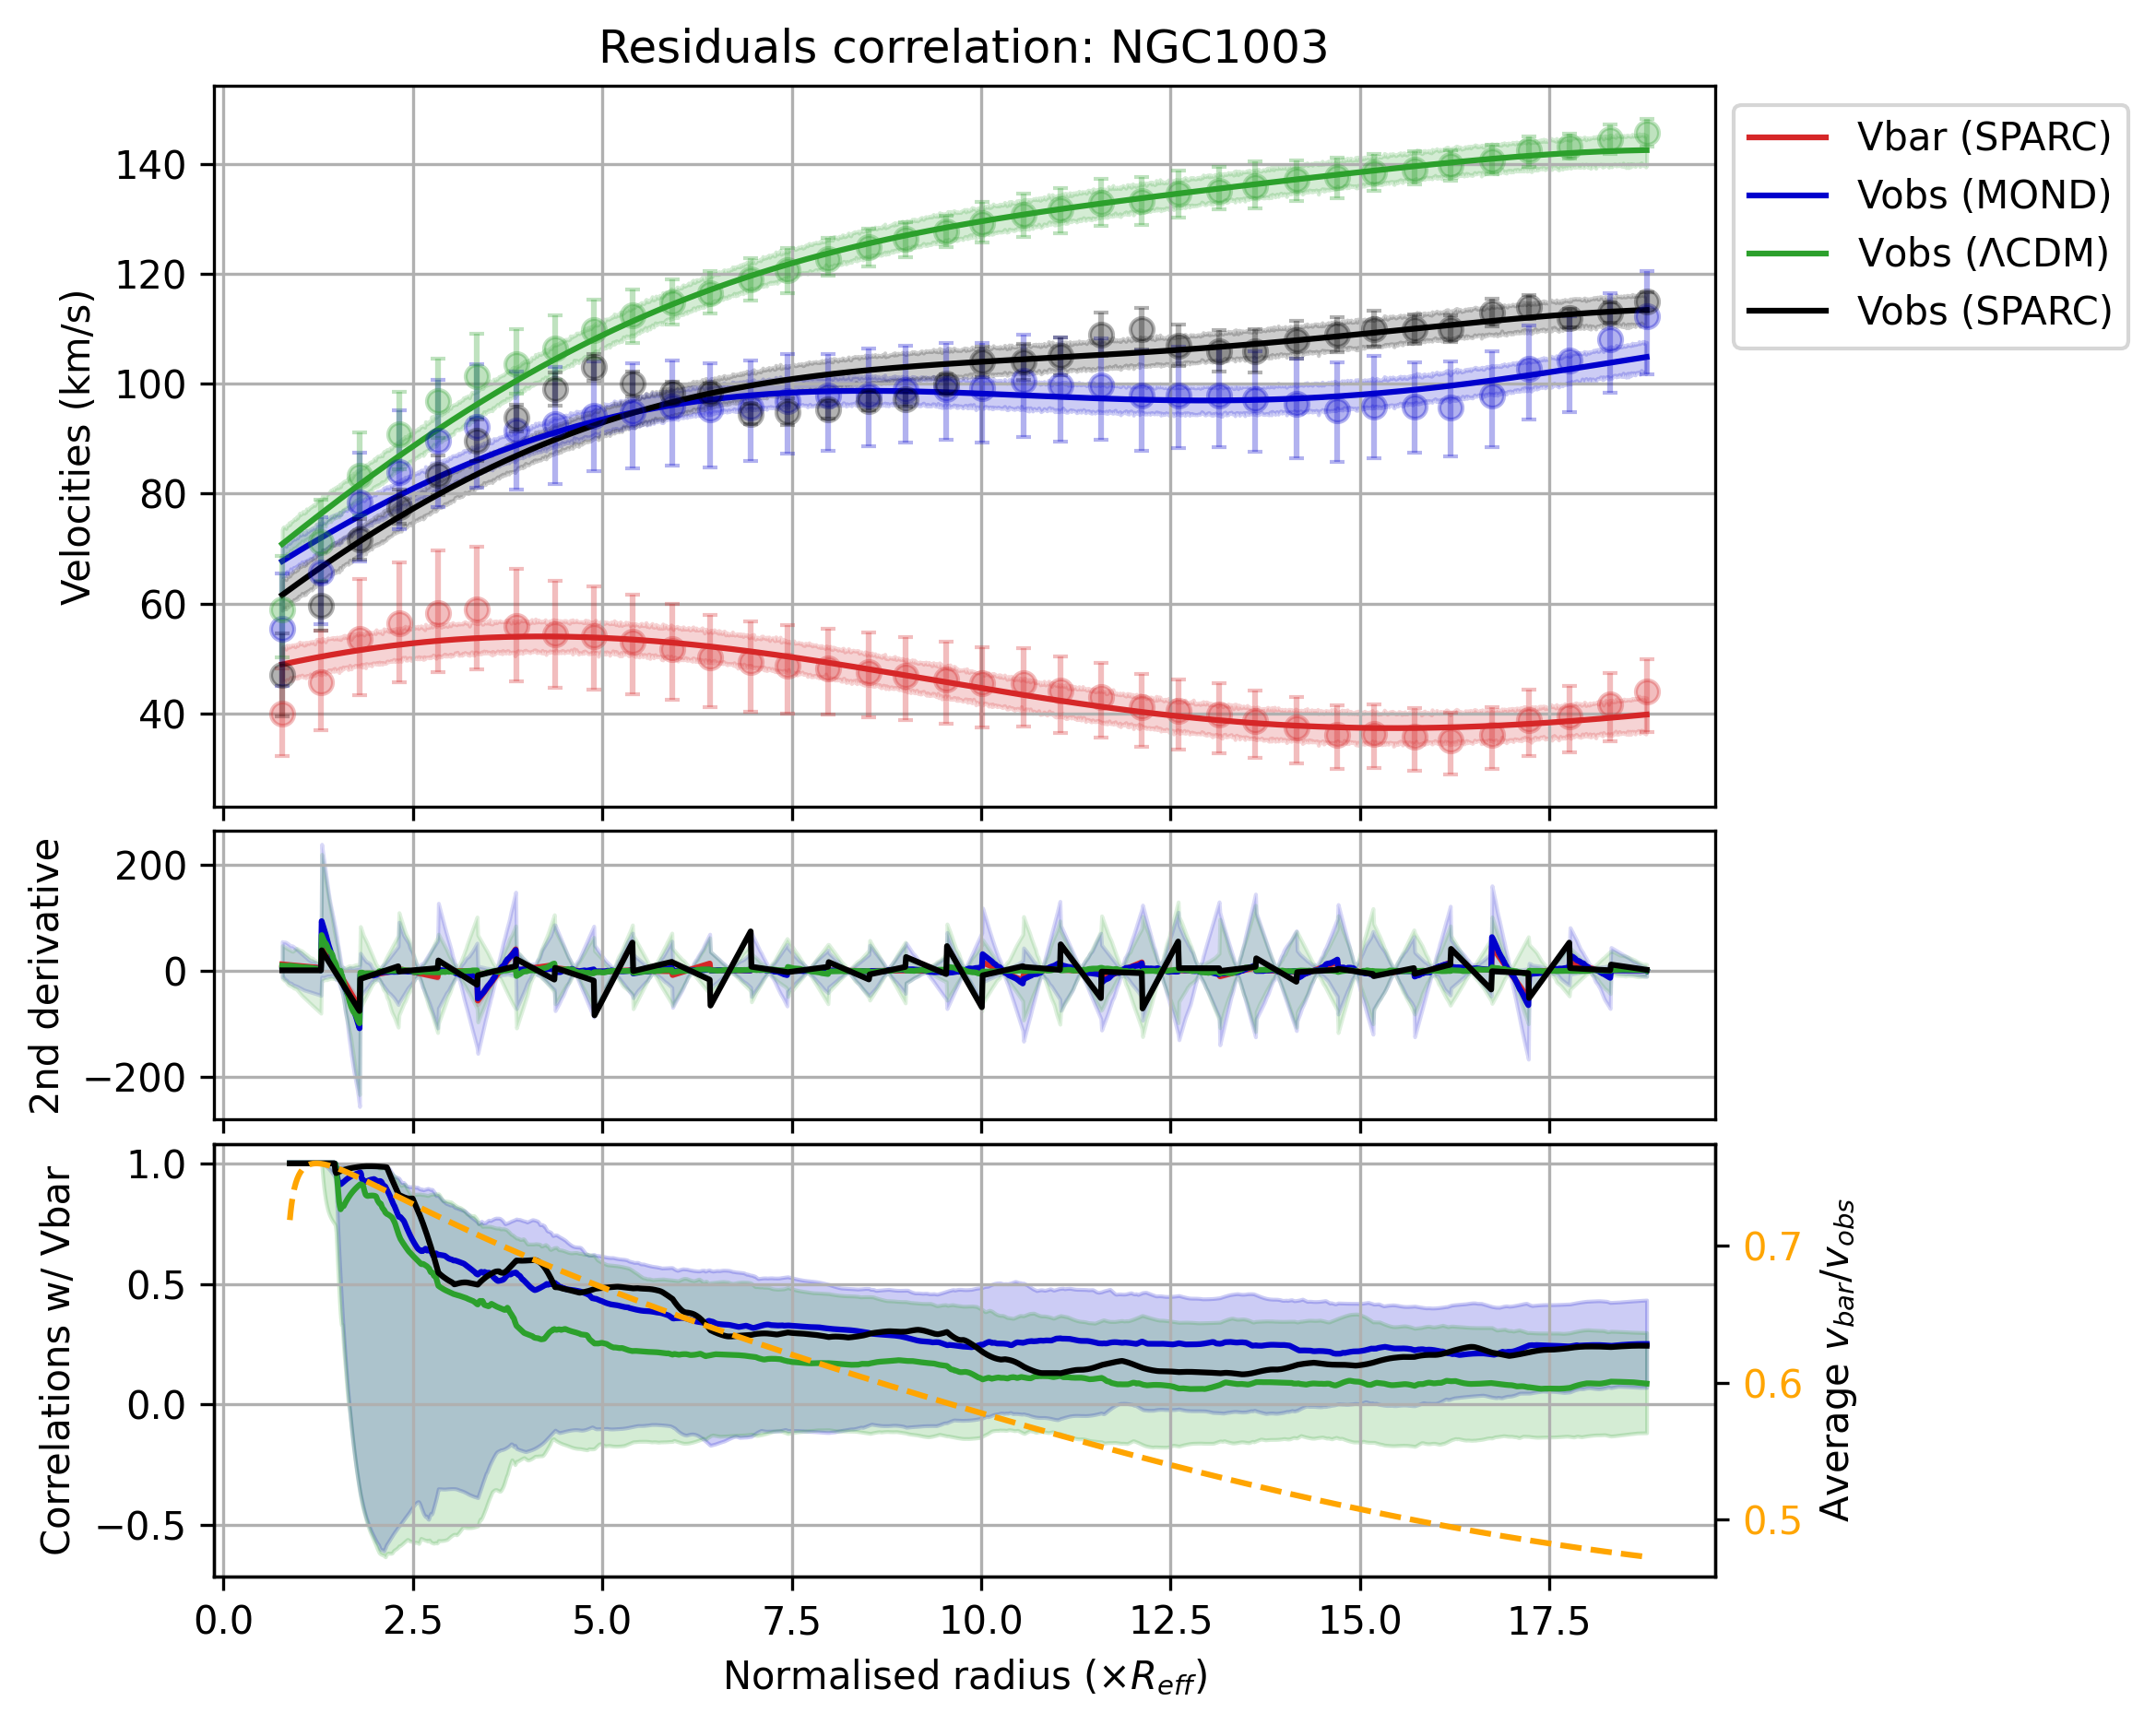 Residuals correlation: NGC1003
Velocities (km/s)
140
120
100
80
60
40
Vbar (SPARC)
Vobs (MOND)
Vobs (ΛCDM)
Vobs (SPARC)
2nd derivative
200
0
−200
Correlations w/ Vbar
1.0
0.5
0.0
−0.5
0.7
0.6
0.5
Average v_bar/v_obs
0.0 2.5 5.0 7.5 10.0 12.5 15.0 17.5
Normalised radius (×R_eff)